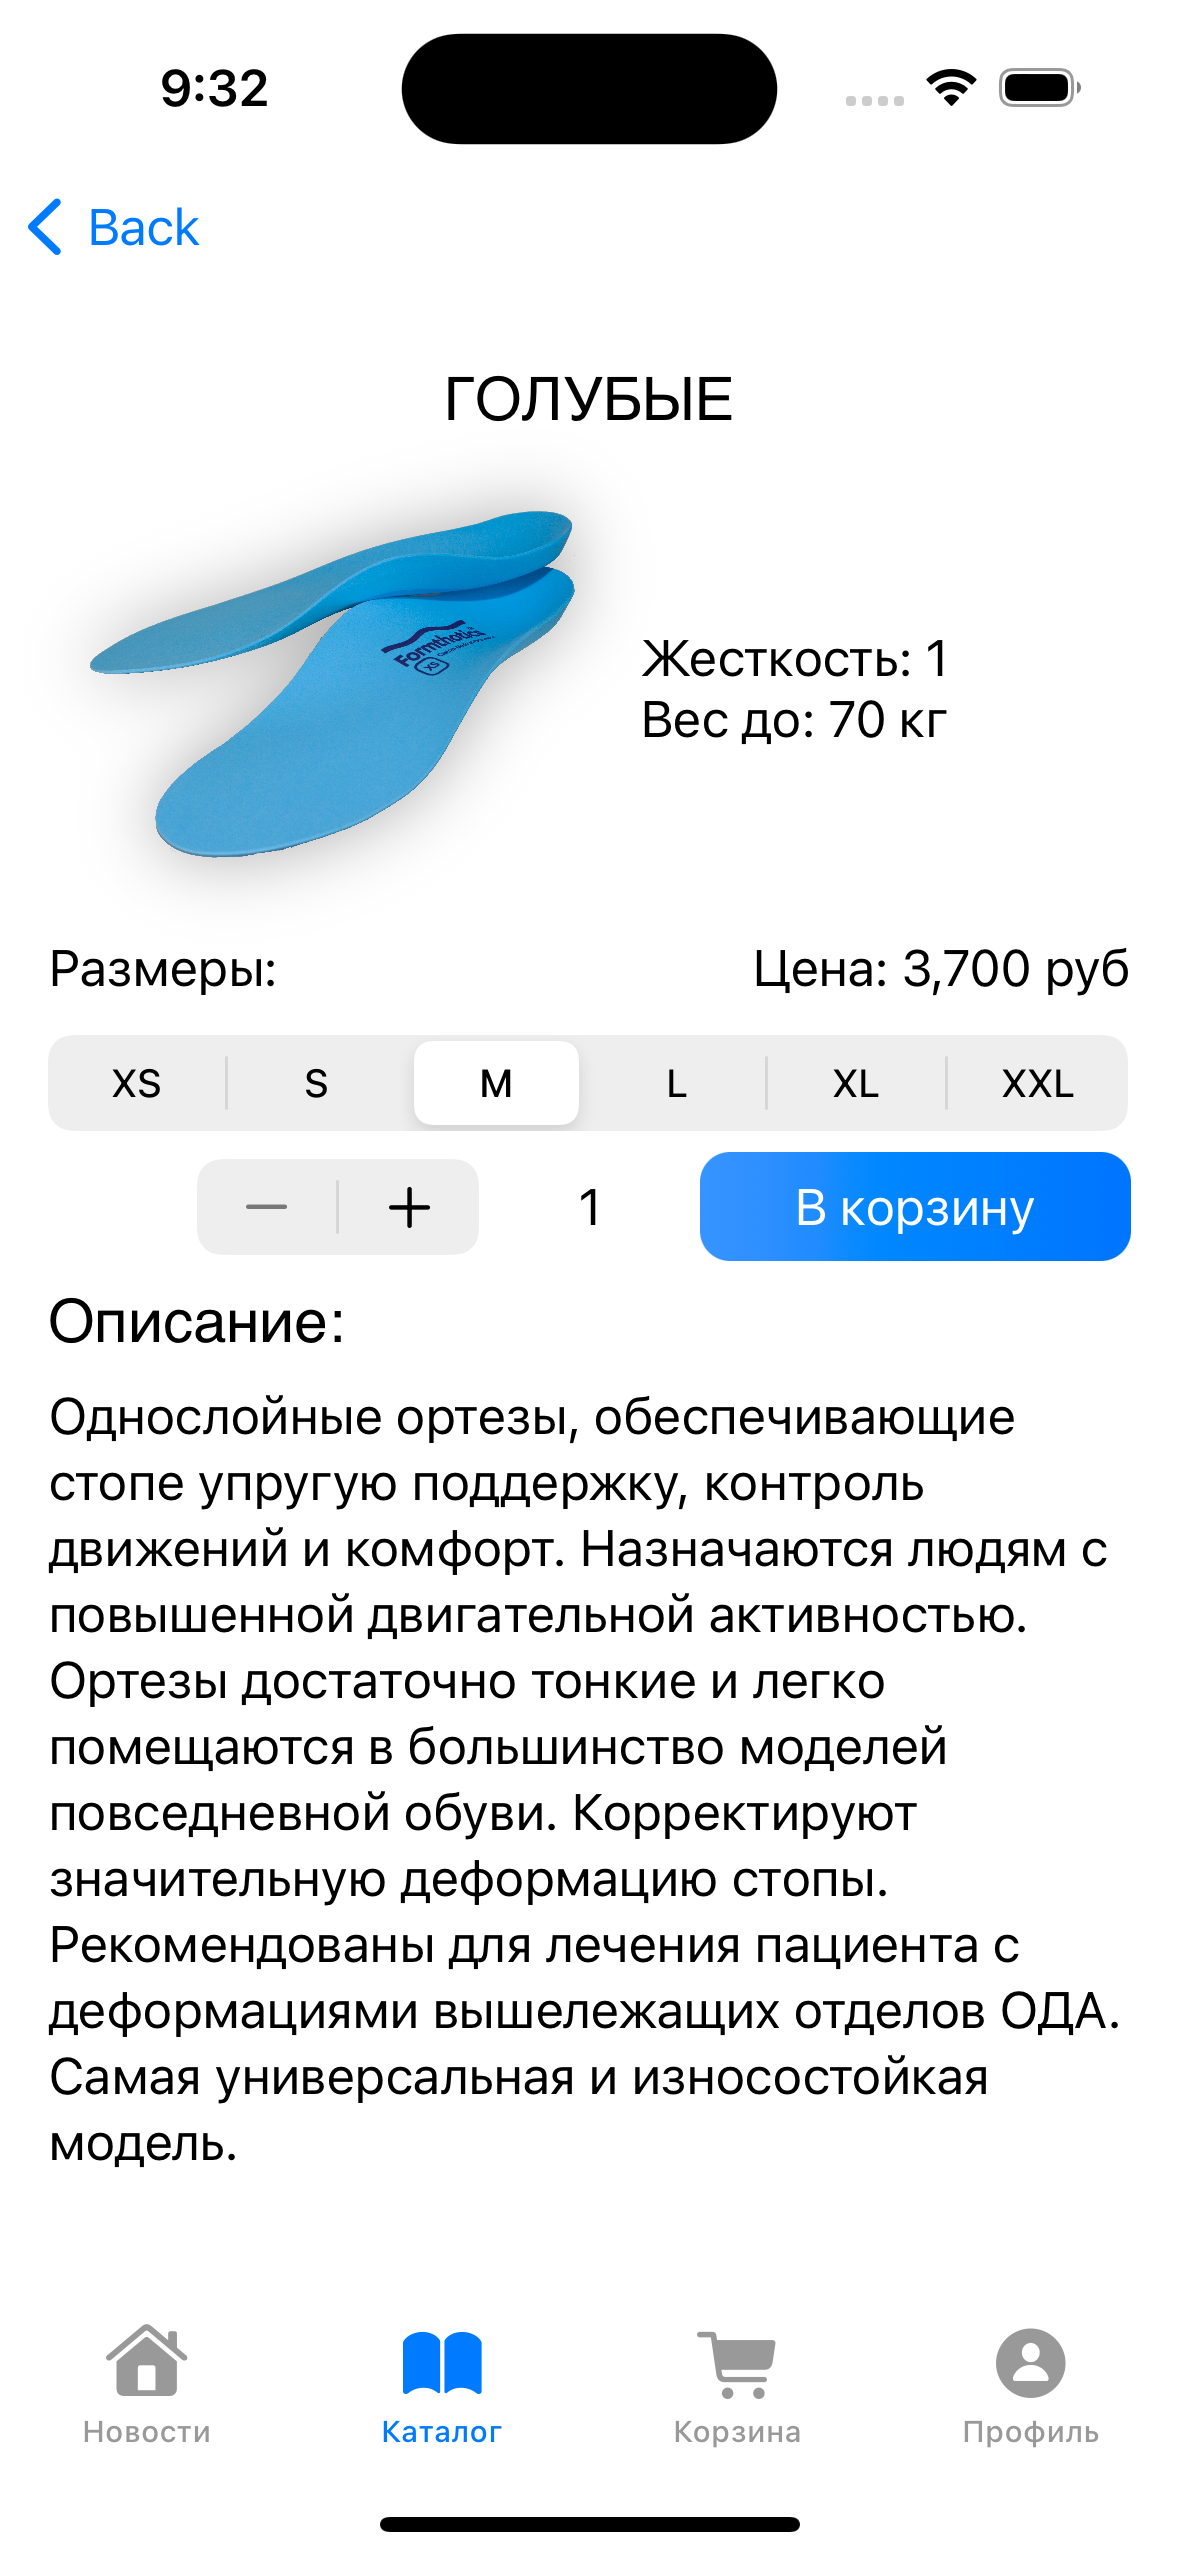 9:32
Back
ГОЛУБЫЕ
Formthotics
XS
Жесткость: 1
Вес до: 70 кг
Размеры:
Цена: 3,700 руб
XS S M L XL XXL
1
В корзину
Описание:
Однослойные ортезы, обеспечивающие
стопе упругую поддержку, контроль
движений и комфорт. Назначаются людям с
повышенной двигательной активностью.
Ортезы достаточно тонкие и легко
помещаются в большинство моделей
повседневной обуви. Корректируют
значительную деформацию стопы.
Рекомендованы для лечения пациента с
деформациями вышележащих отделов ОДА.
Самая универсальная и износостойкая
модель.
Новости
Каталог
Корзина
Профиль